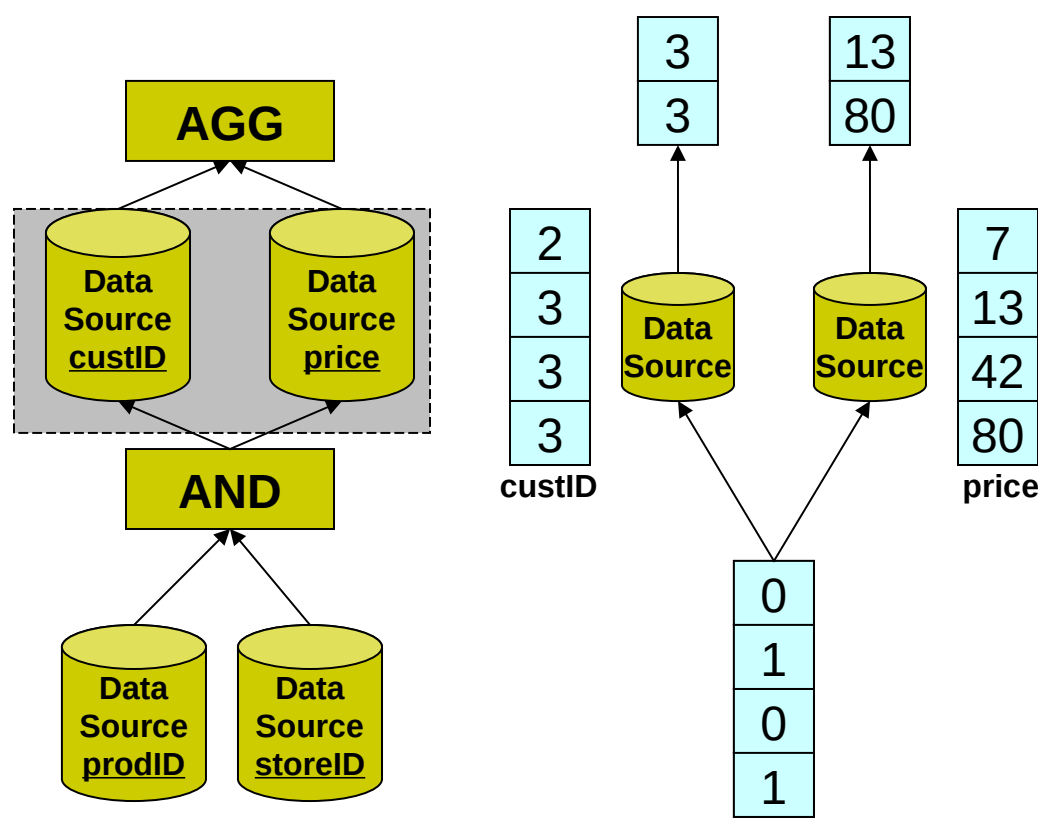 AGG
Data
Source
custID
Data
Source
price
AND
Data
Source
prodID
Data
Source
storeID
3
3
13
80
2
3
3
3
custID
Data
Source
Data
Source
7
13
42
80
price
0
1
0
1